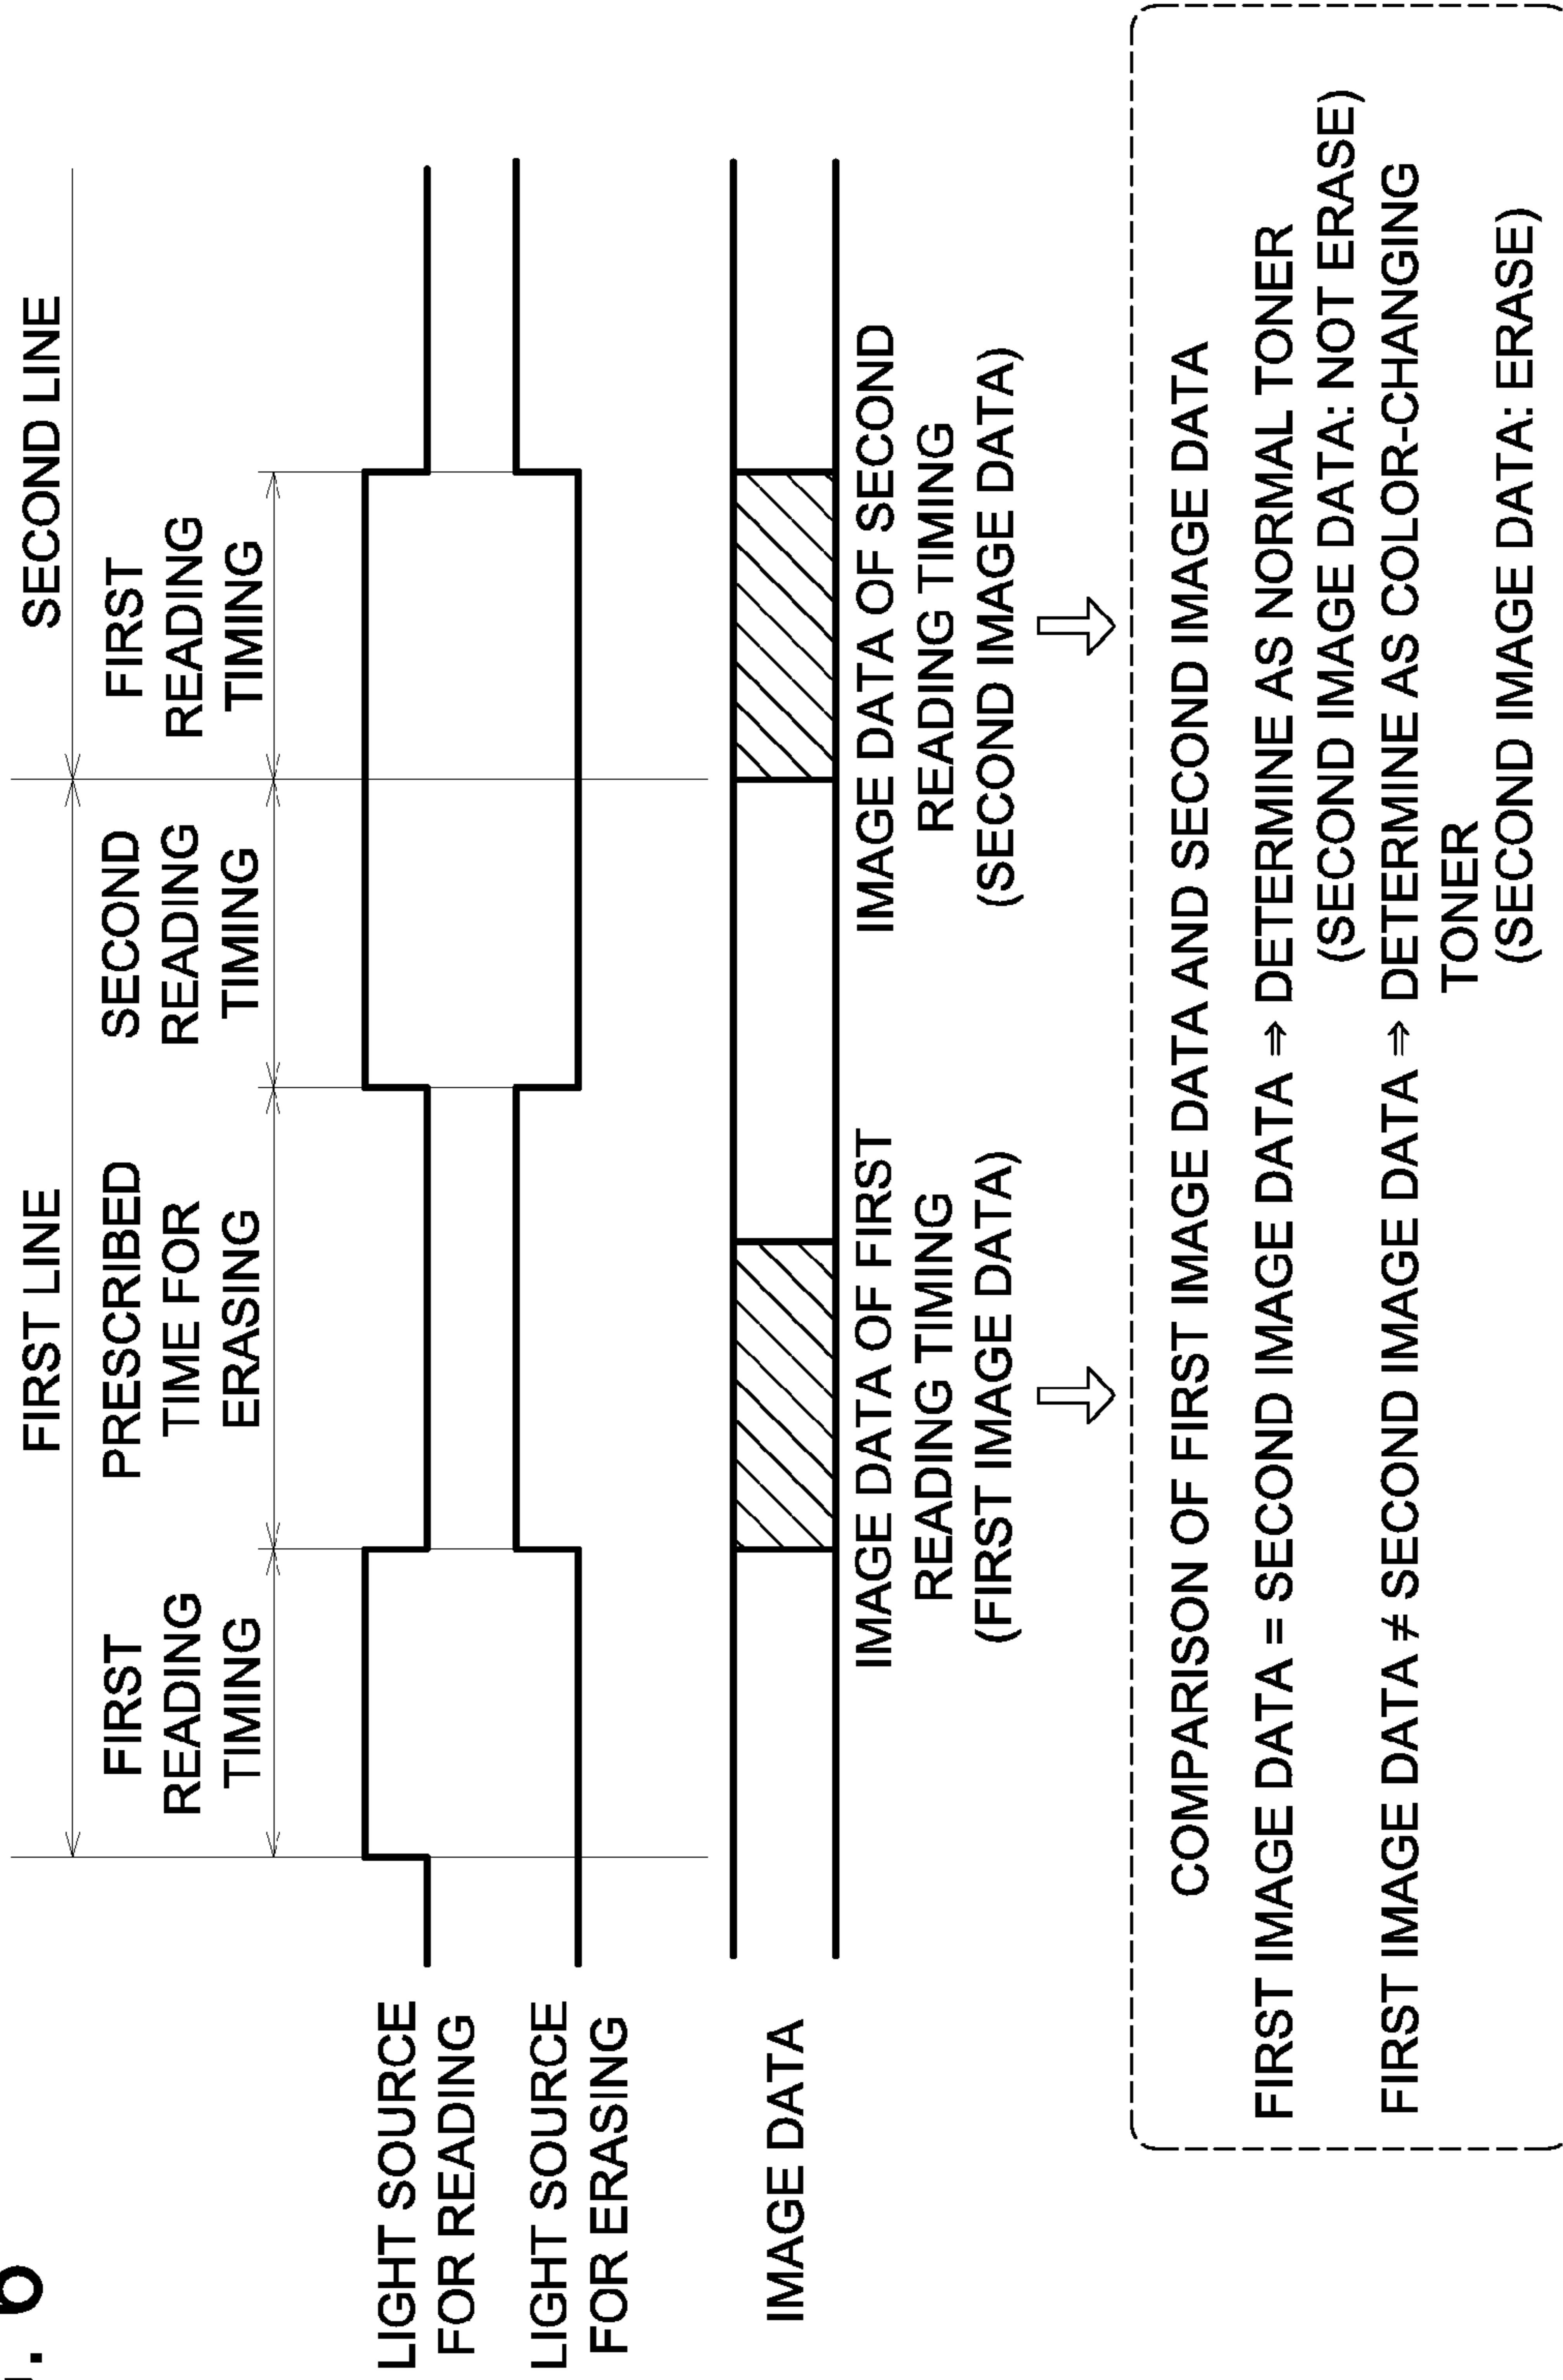 . 6
FIRST LINE
SECOND LINE
FIRST
READING
TIMING
PRESCRIBED
TIME FOR
ERASING
SECOND
READING
TIMING
FIRST
READING
TIMING
LIGHT SOURCE
FOR READING
LIGHT SOURCE
FOR ERASING
IMAGE DATA
IMAGE DATA OF FIRST
READING TIMING
(FIRST IMAGE DATA)
IMAGE DATA OF SECOND
READING TIMING
(SECOND IMAGE DATA)
COMPARISON OF FIRST IMAGE DATA AND SECOND IMAGE DATA
FIRST IMAGE DATA = SECOND IMAGE DATA ⇒ DETERMINE AS NORMAL TONER
(SECOND IMAGE DATA: NOT ERASE)
FIRST IMAGE DATA ≠ SECOND IMAGE DATA ⇒ DETERMINE AS COLOR-CHANGING
TONER
(SECOND IMAGE DATA: ERASE)